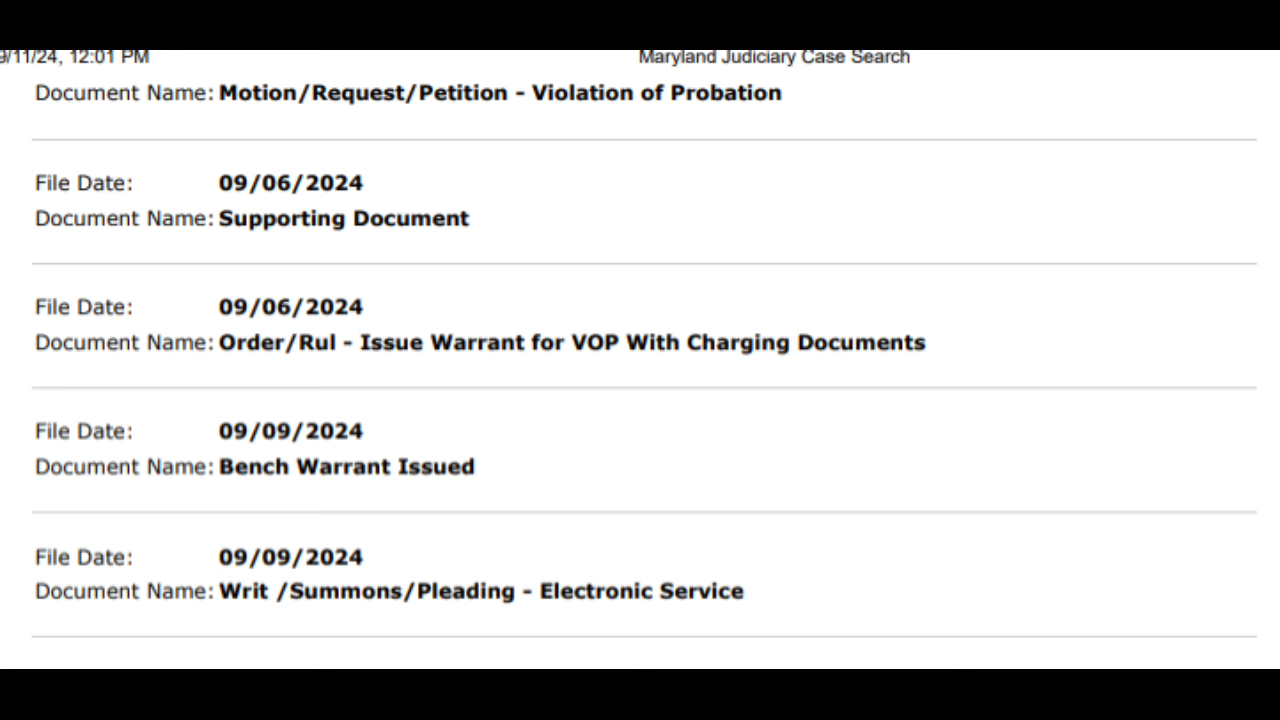 9/11/24, 12:01 PM Maryland Judiciary Case Search
Document Name: Motion/Request/Petition - Violation of Probation
File Date: 09/06/2024
Document Name: Supporting Document
File Date: 09/06/2024
Document Name: Order/Rul - Issue Warrant for VOP With Charging Documents
File Date: 09/09/2024
Document Name: Bench Warrant Issued
File Date: 09/09/2024
Document Name: Writ /Summons/Pleading - Electronic Service